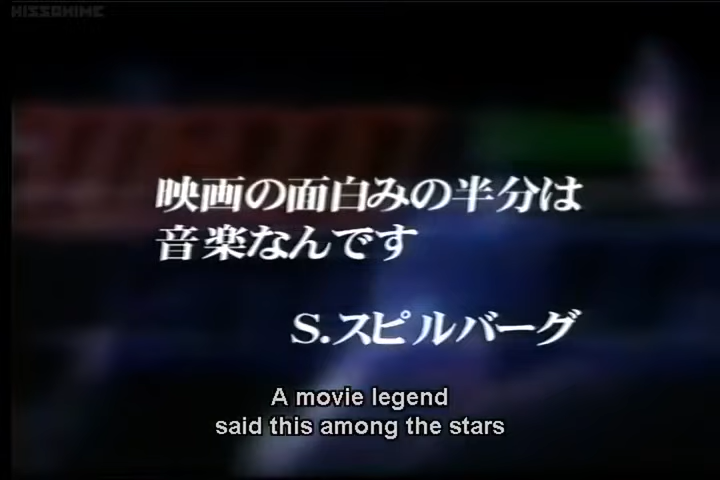 映画の面白みの半分は
音楽なんです
S.スピルバーグ
A movie legend
said this among the stars